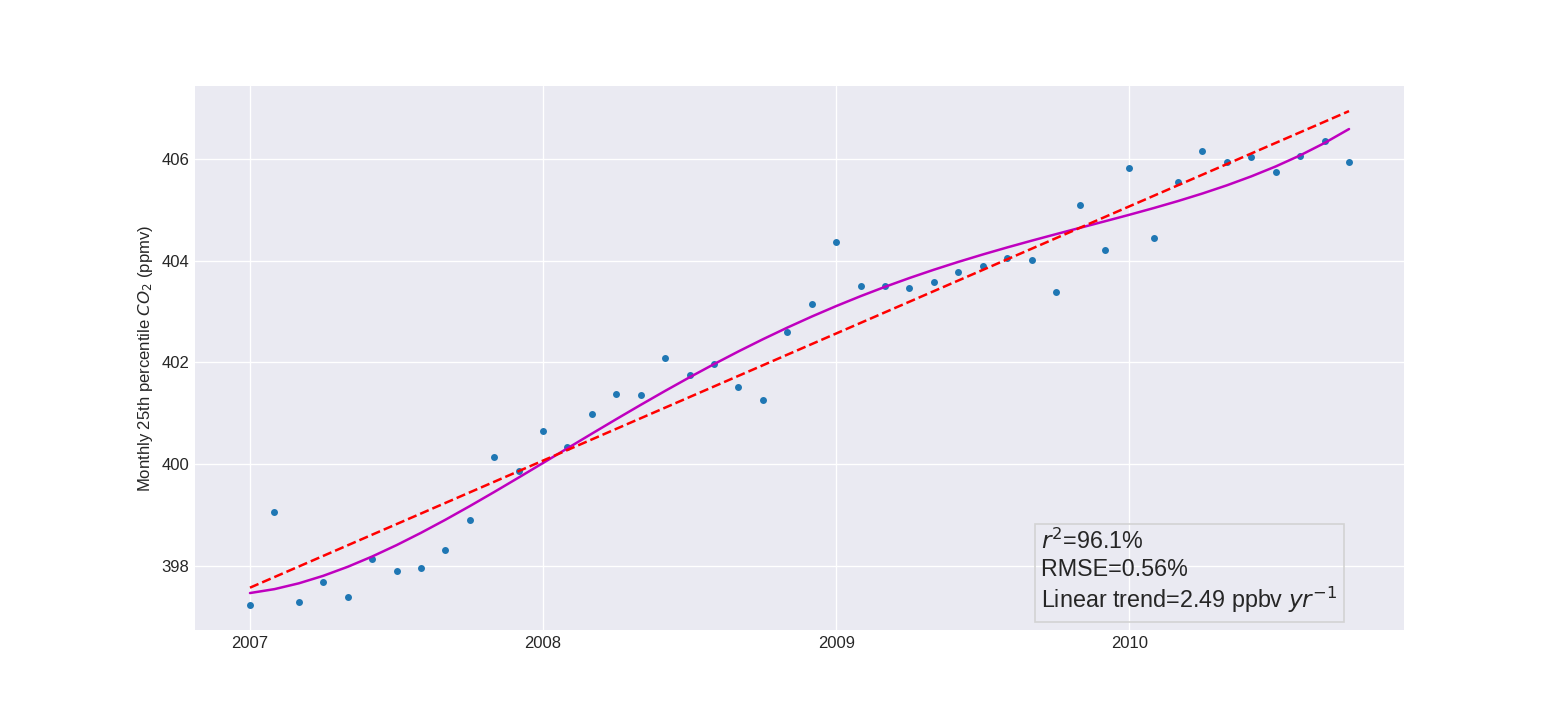 406
404
402
400
398
Monthly 25th percentile CO₂ (ppmv)
r²=96.1%
RMSE=0.56%
Linear trend=2.49 ppbv yr⁻¹
2007 2008 2009 2010